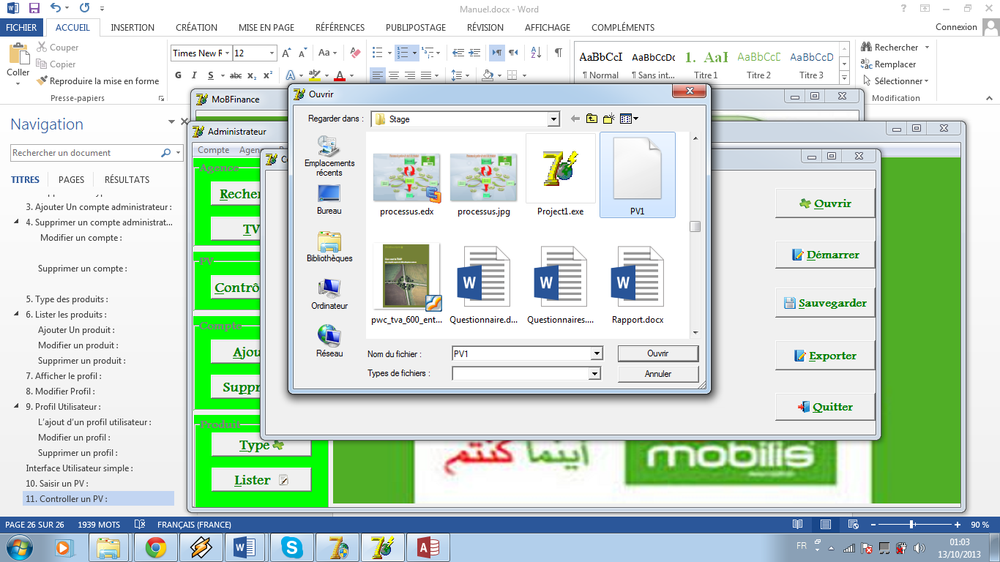 Manuel.docx - Word
FICHIER ACCUEIL INSERTION CRÉATION MISE EN PAGE RÉFÉRENCES PUBLIPOSTAGE RÉVISION AFFICHAGE COMPLÉMENTS Connexion
Coller
Couper
Copier
Reproduire la mise en forme
Presse-papiers
Times New R 12
G I S abc x₂ x²
AaBbCcI AaBbCcDc 1. AaI AaBbCcD AaBbCcD
¶ Normal ¶ Sans int... Titre 1 Titre 2 Titre 3
Rechercher
Remplacer
Sélectionner
Modification
Navigation
Rechercher un document
TITRES PAGES RÉSULTATS
3. Ajouter Un compte administrateur :
4. Supprimer un compte administrat...
Modifier un compte :
Supprimer un compte :
5. Type des produits :
6. Lister les produits :
Ajouter Un produit :
Modifier un produit :
Supprimer un produit :
7. Afficher le profil :
8. Modifier Profil :
9. Profil Utilisateur :
L'ajout d'un profil utilisateur :
Modifier un profil :
Supprimer un profil :
Interface Utilisateur simple :
10. Saisir un PV :
11. Controller un PV :
MoBFinance
Administrateur
Compte Agen
Agence
Recher
TV
PV
Contrô
Compte
Ajou
Suppr
Produit
Type
Lister
Ouvrir
Regarder dans : Stage
Emplacements récents
Bureau
Bibliothèques
Ordinateur
Réseau
processus.edx processus.jpg Project1.exe PV1
pwc_tva_600_ent... Questionnaire.d... Questionnaires.... Rapport.docx
Nom du fichier : PV1 Ouvrir
Types de fichiers : Annuler
Ouvrir
Démarrer
Sauvegarder
Exporter
Quitter
أينما كنتم
mobilis
PAGE 26 SUR 26 1939 MOTS FRANÇAIS (FRANCE) 90 %
FR 01:03
13/10/2013